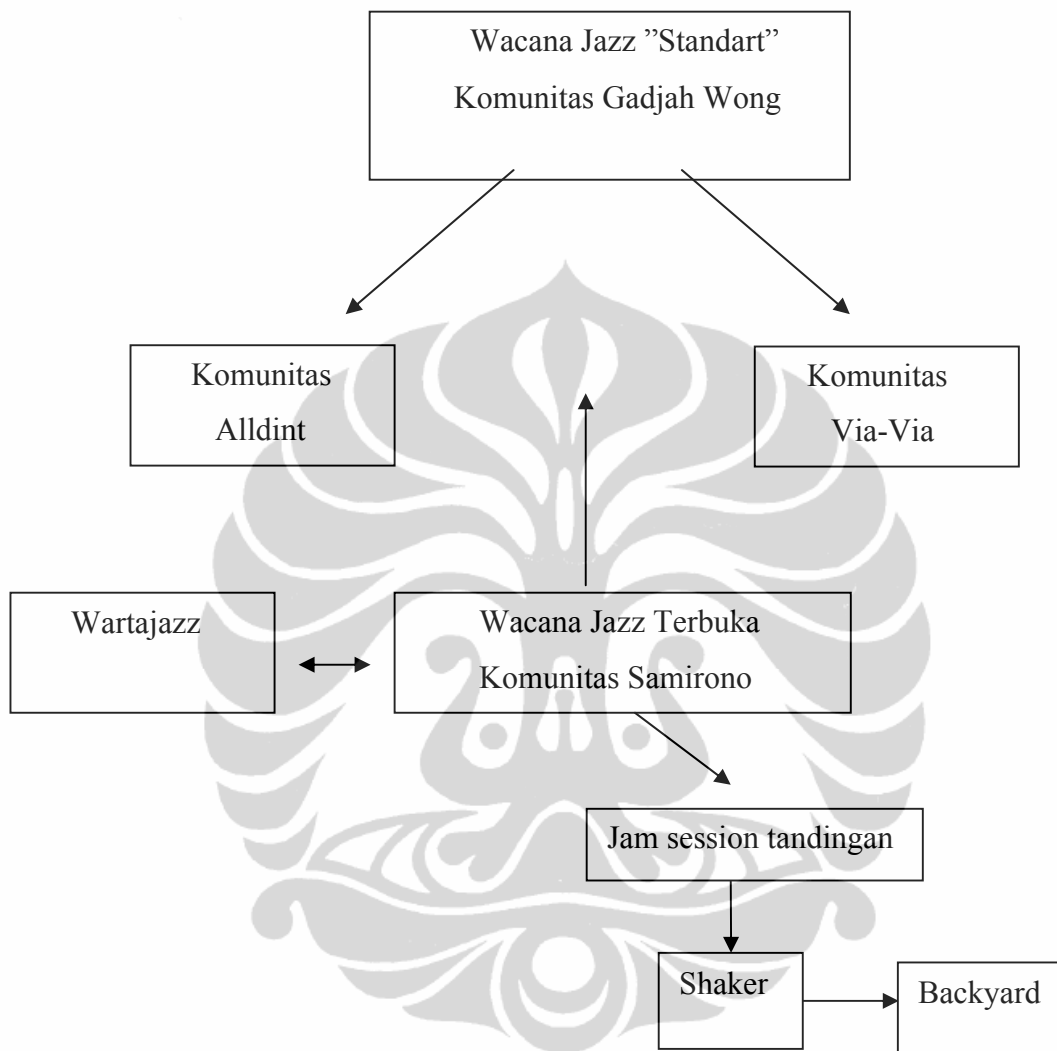 Wacana Jazz ”Standart”
Komunitas Gadjah Wong
Komunitas
Alldint
Komunitas
Via-Via
Wartajazz
Wacana Jazz Terbuka
Komunitas Samirono
Jam session tandingan
Shaker
Backyard